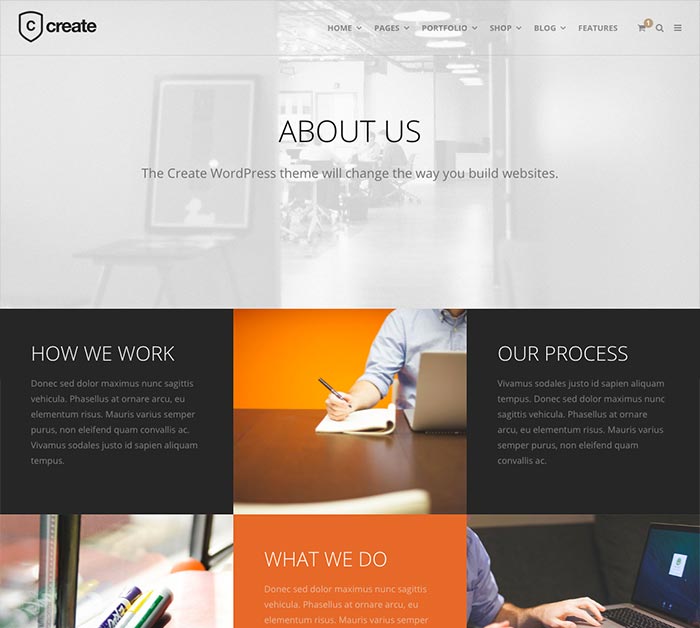 C create
HOME PAGES PORTFOLIO SHOP BLOG FEATURES 1
ABOUT US
The Create WordPress theme will change the way you build websites.
HOW WE WORK
Donec sed dolor maximus nunc sagittis
vehicula. Phasellus at ornare arcu, eu
elementum risus. Mauris varius semper
purus, non eleifend quam convallis ac.
Vivamus sodales justo id sapien aliquam
tempus.
OUR PROCESS
Vivamus sodales justo id sapien aliquam
tempus. Donec sed dolor maximus nunc
sagittis vehicula. Phasellus at ornare
arcu, eu elementum risus. Mauris varius
semper purus, non eleifend quam
convallis ac.
WHAT WE DO
Donec sed dolor maximus nunc sagittis
vehicula. Phasellus at ornare arcu, eu
elementum risus. Mauris varius semper